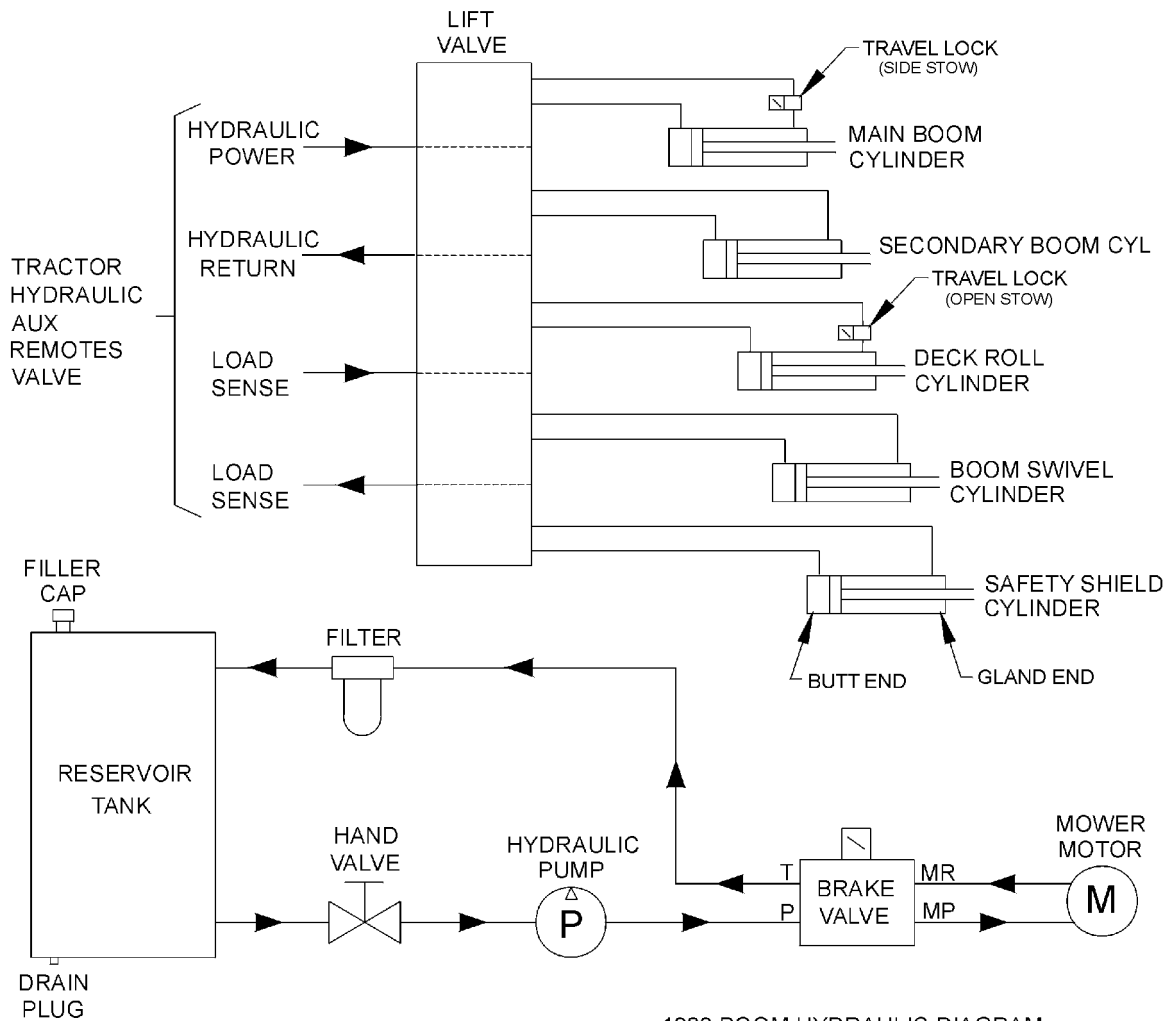 LIFT
VALVE
TRAVEL LOCK
(SIDE STOW)
MAIN BOOM
CYLINDER
HYDRAULIC
POWER
HYDRAULIC
RETURN
SECONDARY BOOM CYL
TRACTOR
HYDRAULIC
AUX
REMOTES
VALVE
TRAVEL LOCK
(OPEN STOW)
LOAD
SENSE
DECK ROLL
CYLINDER
LOAD
SENSE
BOOM SWIVEL
CYLINDER
SAFETY SHIELD
CYLINDER
BUTT END
GLAND END
FILLER
CAP
FILTER
RESERVOIR
TANK
HAND
VALVE
HYDRAULIC
PUMP
P
T
P
BRAKE
VALVE
MR
MP
MOWER
MOTOR
M
DRAIN
PLUG
BOOM HYDRAULIC DIAGRAM